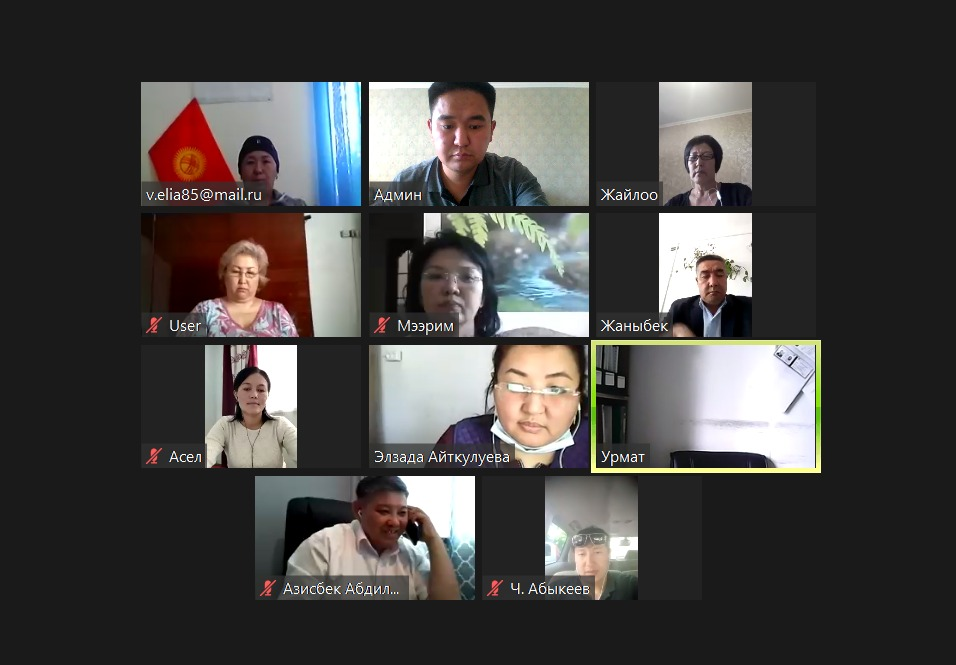 v.elia85@mail.ru
Админ
Жайлоо
User
Мээрим
Жаныбек
Асел
Элзада Айткулуева
Урмат
Азисбек Абдил...
Ч. Абыкеев